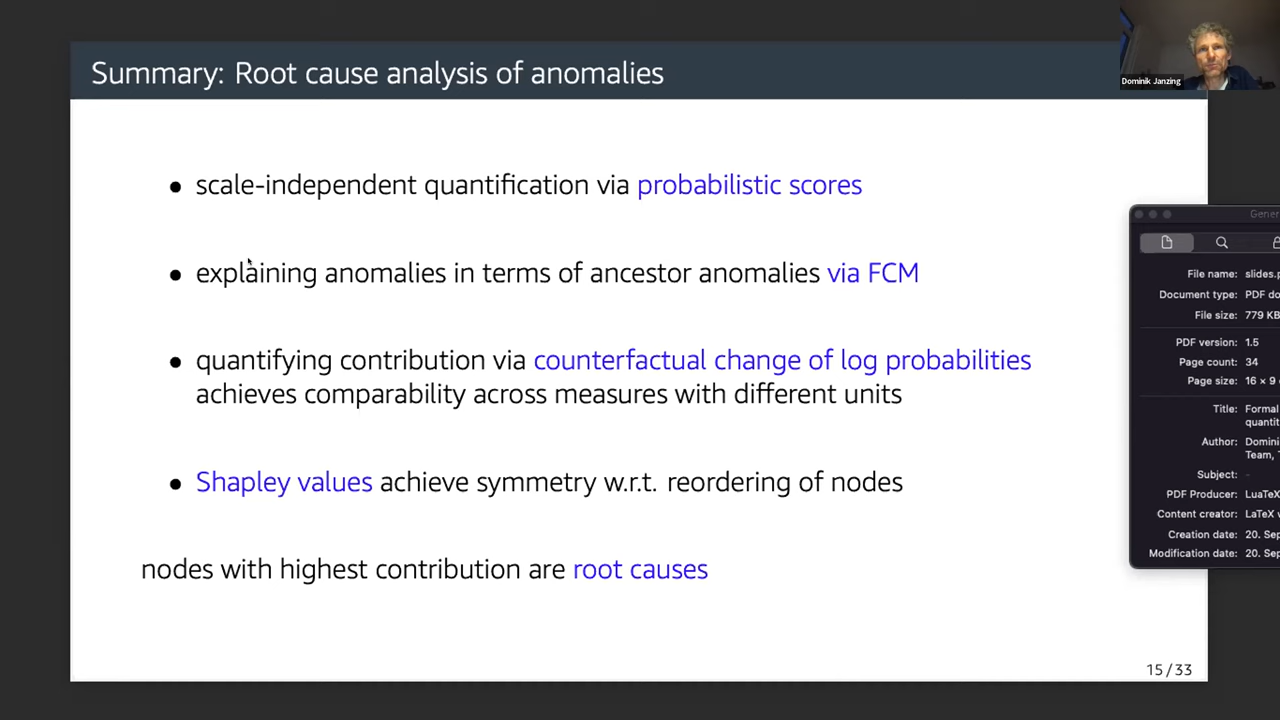 Summary: Root cause analysis of anomalies
Dominik Janzing
• scale-independent quantification via probabilistic scores
• explaining anomalies in terms of ancestor anomalies via FCM
• quantifying contribution via counterfactual change of log probabilities
achieves comparability across measures with different units
• Shapley values achieve symmetry w.r.t. reordering of nodes
nodes with highest contribution are root causes
15 / 33
Gener
File name: slides.p
Document type: PDF do
File size: 779 KB
PDF version: 1.5
Page count: 34
Page size: 16 × 9
Title: Formal
quantit
Author: Domini
Team, T
Subject: –
PDF Producer: LuaTeX
Content creator: LaTeX v
Creation date: 20. Sep
Modification date: 20. Sep